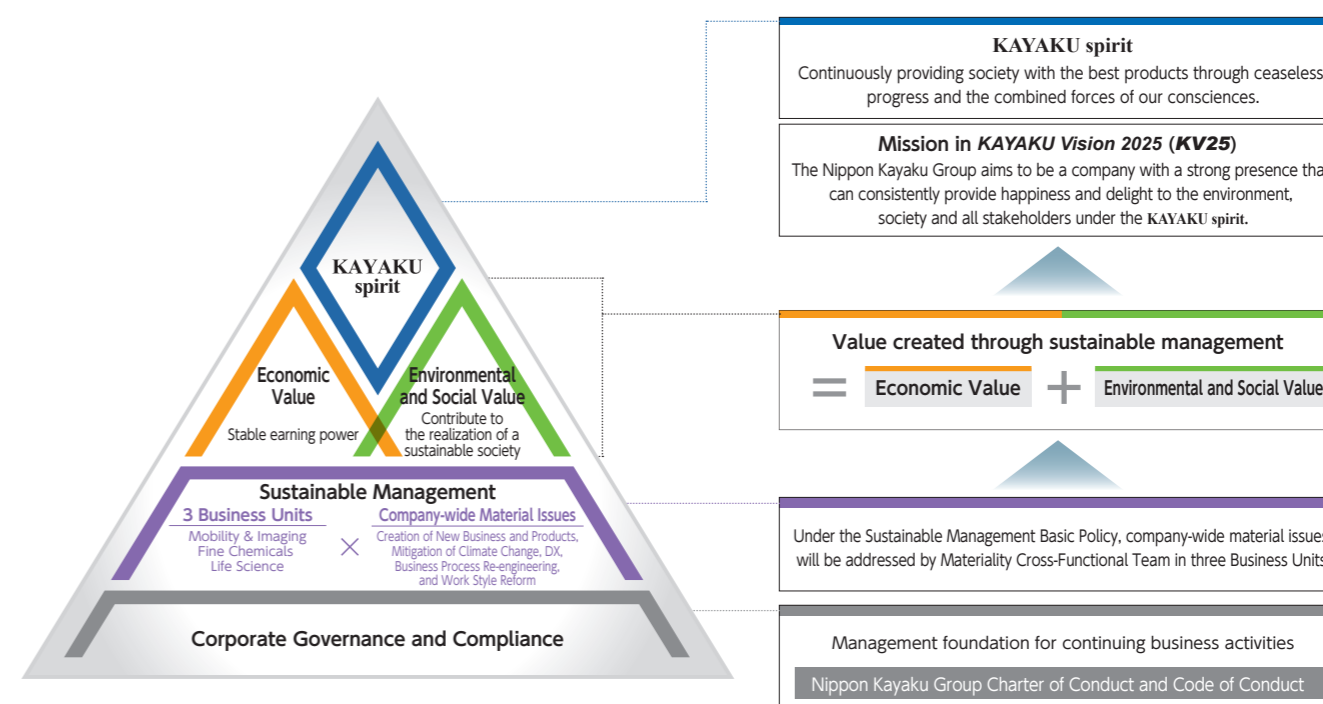 KAYAKU
spirit
Economic
Value
Stable earning power
Environmental
and Social Value
Contribute to
the realization of a
sustainable society
Sustainable Management
3 Business Units
Mobility & Imaging
Fine Chemicals
Life Science
×
Company-wide Material Issues
Creation of New Business and Products,
Mitigation of Climate Change, DX,
Business Process Re-engineering,
and Work Style Reform
Corporate Governance and Compliance
KAYAKU spirit
Continuously providing society with the best products through ceaseless
progress and the combined forces of our consciences.
Mission in KAYAKU Vision 2025 (KV25)
The Nippon Kayaku Group aims to be a company with a strong presence tha
can consistently provide happiness and delight to the environment,
society and all stakeholders under the KAYAKU spirit.
Value created through sustainable management
= Economic Value + Environmental and Social Value
Under the Sustainable Management Basic Policy, company-wide material issues
will be addressed by Materiality Cross-Functional Team in three Business Units
Management foundation for continuing business activities
Nippon Kayaku Group Charter of Conduct and Code of Conduct